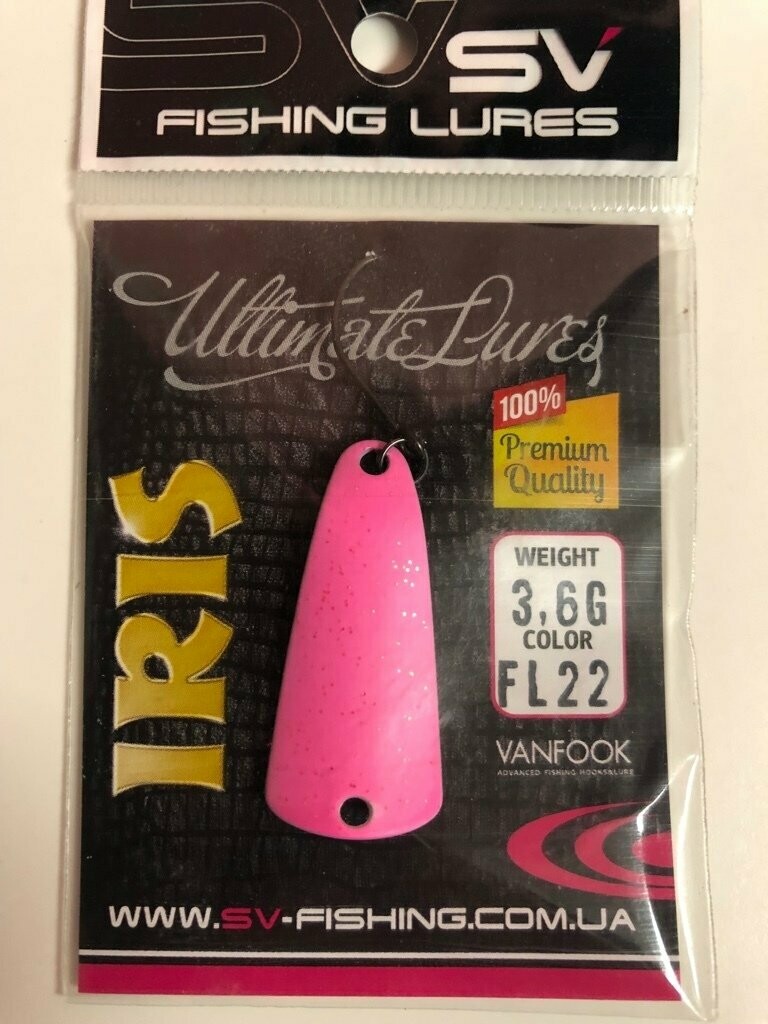 SV
SV
FISHING LURES
Ultimate Lures
100%
Premium
Quality
IRIS
WEIGHT
3,6G
COLOR
FL22
VANFOOK
ADVANCED FISHING HOOKS&LURE
WWW.SV-FISHING.COM.UA